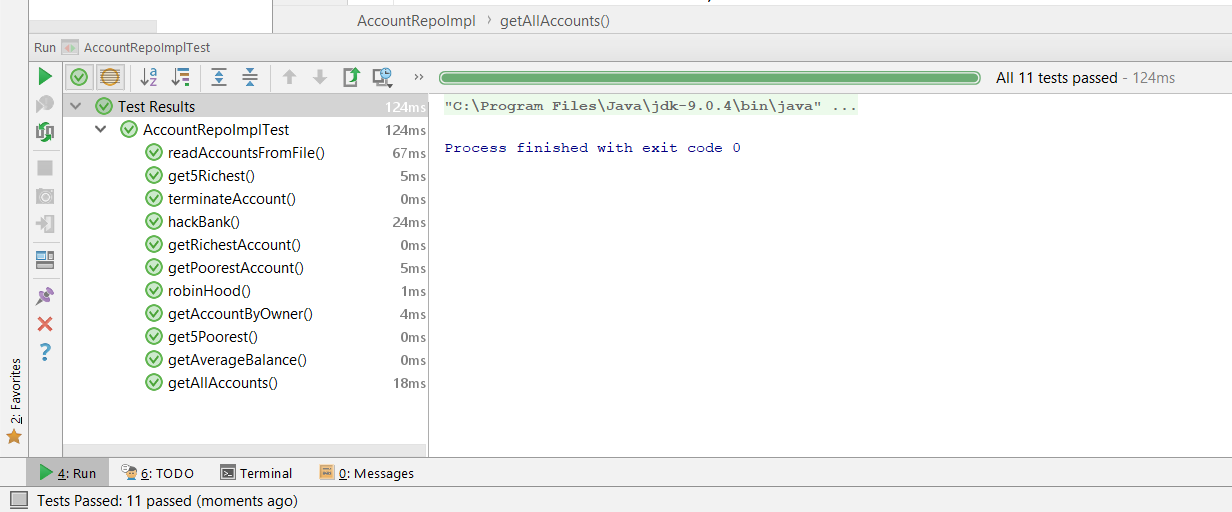 AccountRepoImpl › getAllAccounts()
Run AccountRepoImplTest
All 11 tests passed - 124ms
Test Results 124ms
AccountRepoImplTest 124ms
readAccountsFromFile() 67ms
get5Richest() 5ms
terminateAccount() 0ms
hackBank() 24ms
getRichestAccount() 0ms
getPoorestAccount() 5ms
robinHood() 1ms
getAccountByOwner() 4ms
get5Poorest() 0ms
getAverageBalance() 0ms
getAllAccounts() 18ms
"C:\Program Files\Java\jdk-9.0.4\bin\java" ...
Process finished with exit code 0
2: Favorites
4: Run 6: TODO Terminal 0: Messages
Tests Passed: 11 passed (moments ago)